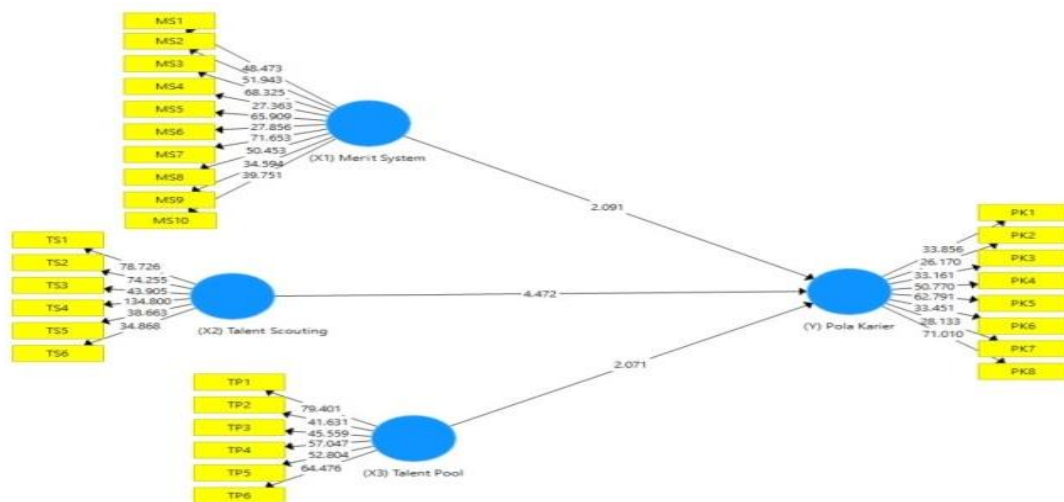 MS1
MS2
MS3
MS4
MS5
MS6
MS7
MS8
MS9
MS10
48.473
51.943
68.325
27.363
65.909
27.856
71.653
50.453
34.594
39.751
(X1) Merit System
2.091
TS1
TS2
TS3
TS4
TS5
TS6
78.726
74.255
43.905
134.800
38.663
34.868
(X2) Talent Scouting
4.472
TP1
TP2
TP3
TP4
TP5
TP6
79.401
41.631
45.559
57.047
52.804
64.476
(X3) Talent Pool
2.071
(Y) Pola Karier
33.856
26.170
33.161
50.770
62.791
33.451
28.133
71.010
PK1
PK2
PK3
PK4
PK5
PK6
PK7
PK8